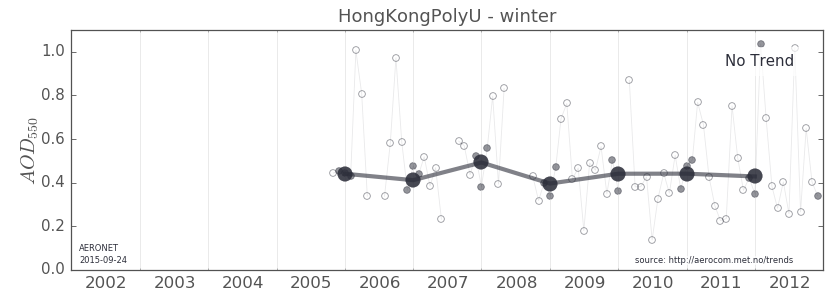 HongKongPolyU - winter
No Trend
AOD550
1.0
0.8
0.6
0.4
0.2
0.0
AERONET
2015-09-24
source: http://aerocom.met.no/trends
2002 2003 2004 2005 2006 2007 2008 2009 2010 2011 2012